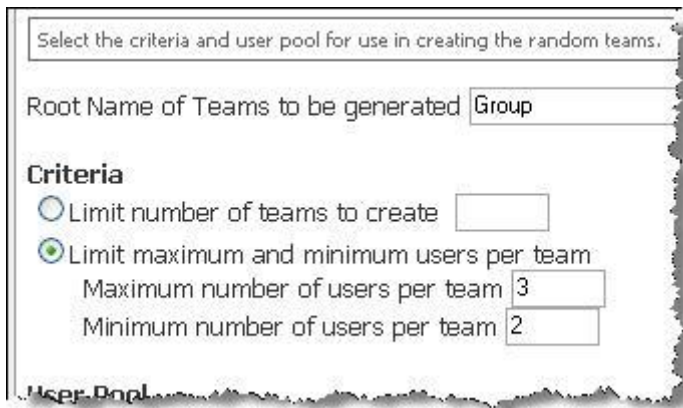 Select the criteria and user pool for use in creating the random teams.
Root Name of Teams to be generated Group
Criteria
Limit number of teams to create
Limit maximum and minimum users per team
Maximum number of users per team 3
Minimum number of users per team 2
User Pool